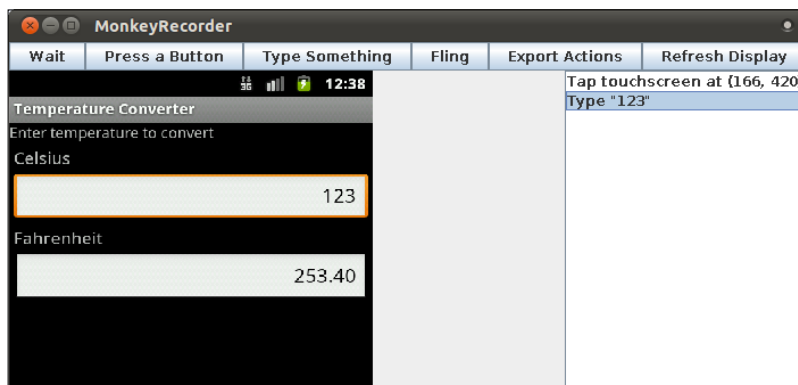 MonkeyRecorder
Wait Press a Button Type Something Fling Export Actions Refresh Display
3G 12:38
Temperature Converter
Enter temperature to convert
Celsius
123
Fahrenheit
253.40
Tap touchscreen at (166, 420
Type "123"